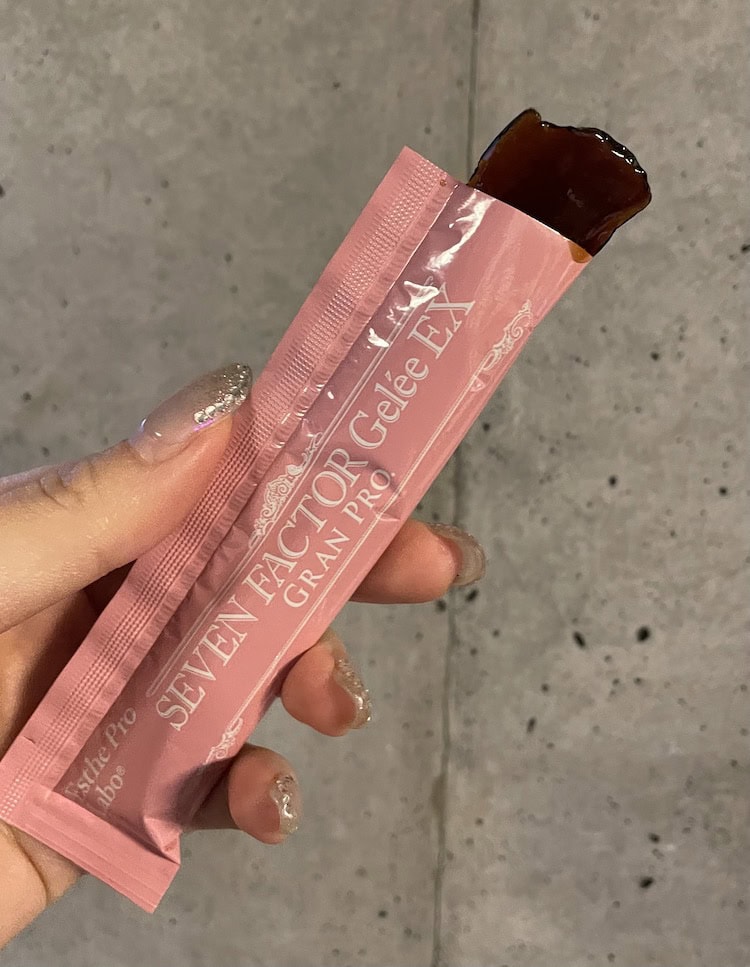 SEVEN FACTOR Gelée EX
GRAN PRO
Esthe Pro
Labo®